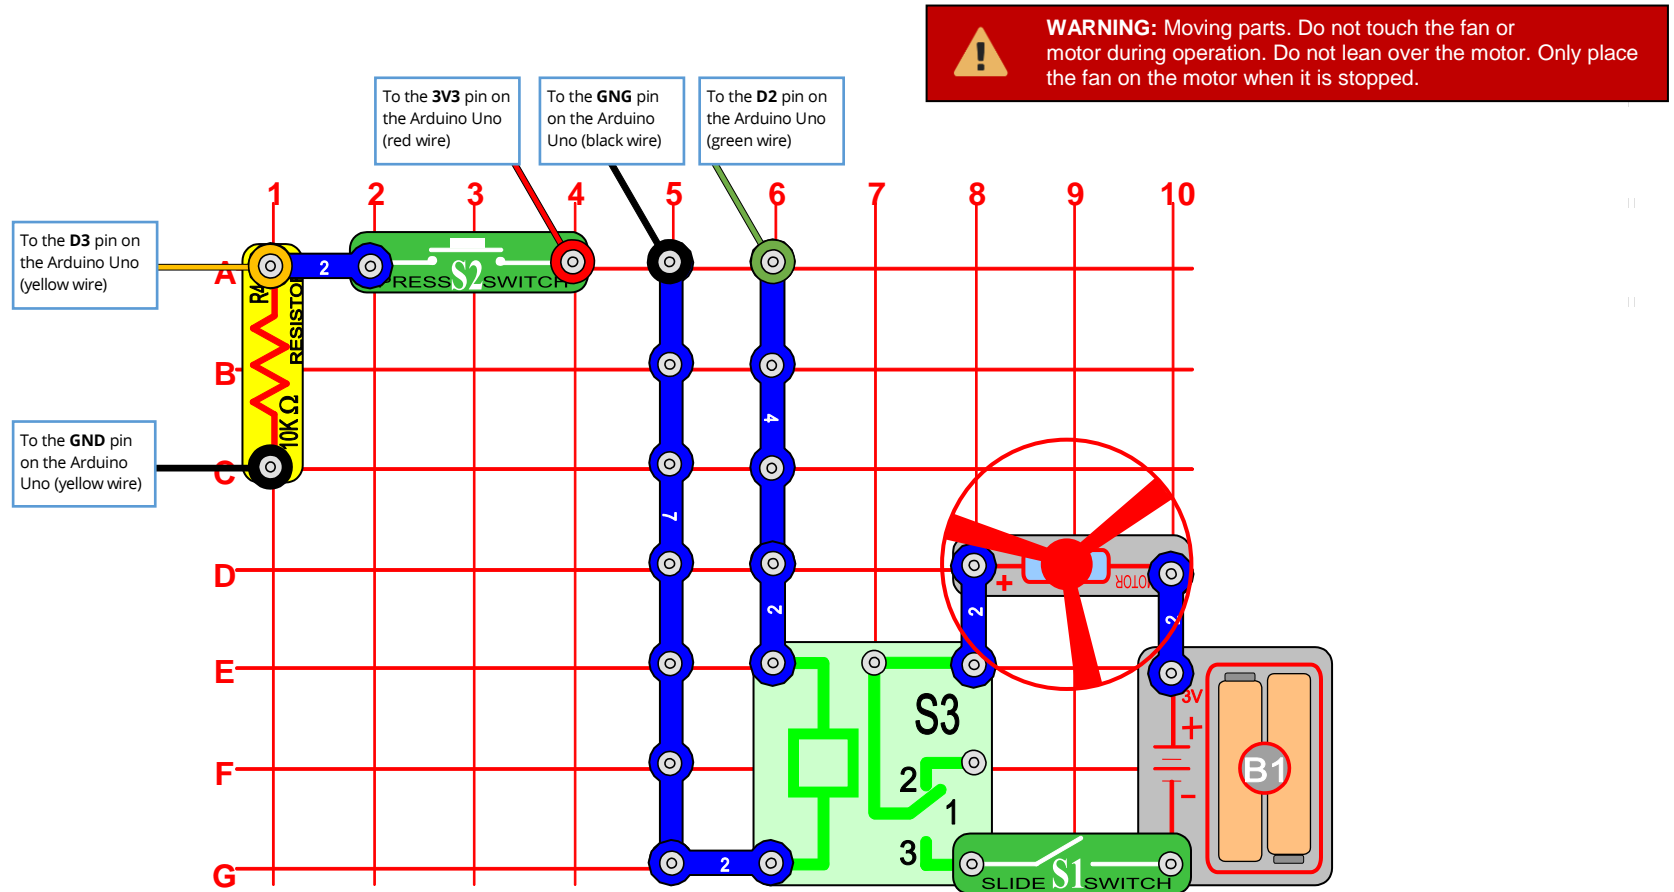 WARNING: Moving parts. Do not touch the fan or
motor during operation. Do not lean over the motor. Only place
the fan on the motor when it is stopped.
To the 3V3 pin on
the Arduino Uno
(red wire)
To the GNG pin
on the Arduino
Uno (black wire)
To the D2 pin on
the Arduino Uno
(green wire)
1 2 3 4 5 6 7 8 9 10
To the D3 pin on
the Arduino Uno
(yellow wire)
A
2
PRESS S2 SWITCH
R4
RESISTOR
10K Ω
B
4
To the GND pin
on the Arduino
Uno (yellow wire)
C
7
D
+
MOTOR
2
2
2
E
S3
3V
+
F
2
1
B1
-
3
G
2
SLIDE S1 SWITCH